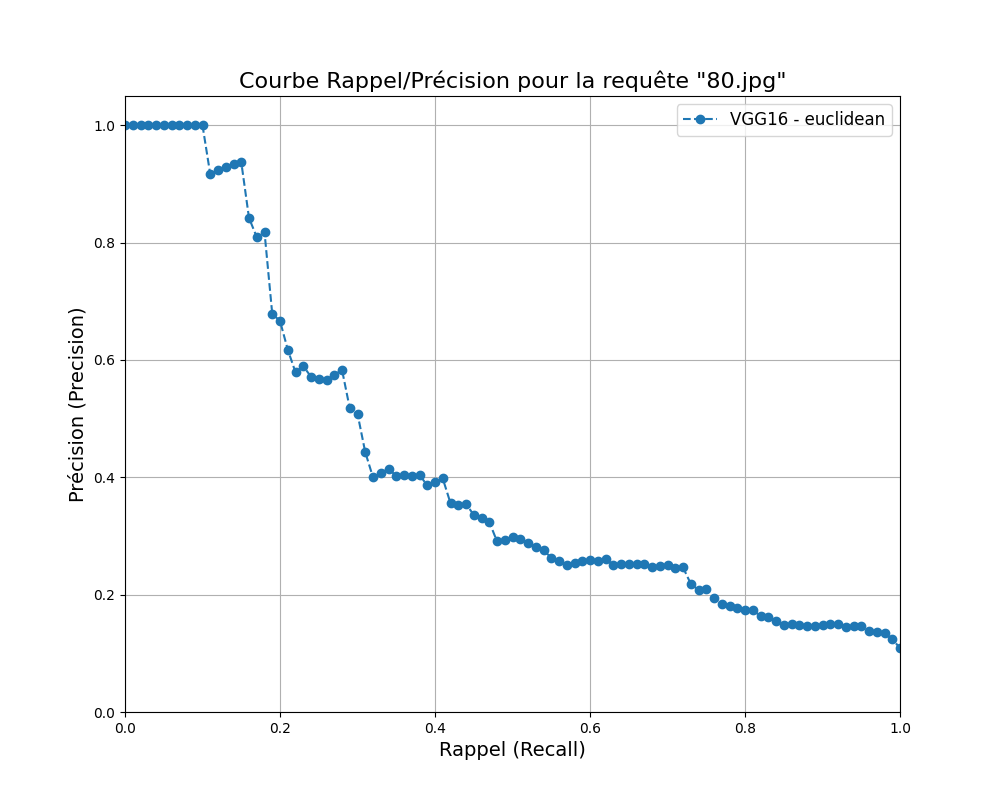 Courbe Rappel/Précision pour la requête "80.jpg"
VGG16 - euclidean
Précision (Precision)
1.0
0.8
0.6
0.4
0.2
0.0
0.0 0.2 0.4 0.6 0.8 1.0
Rappel (Recall)